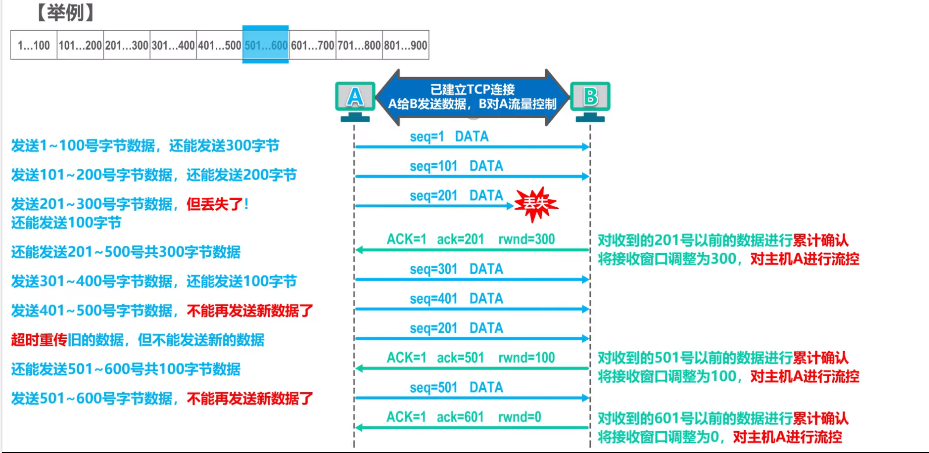 【举例】
1...100 101...200 201...300 301...400 401...500 501...600 601...700 701...800 801...900
已建立TCP连接
A给B发送数据，B对A流量控制
A
B
seq=1 DATA
发送1~100号字节数据，还能发送300字节
seq=101 DATA
发送101~200号字节数据，还能发送200字节
seq=201 DATA
丢失
发送201~300号字节数据，但丢失了！
还能发送100字节
ACK=1 ack=201 rwnd=300
对收到的201号以前的数据进行累计确认
将接收窗口调整为300，对主机A进行流控
还能发送201~500号共300字节数据
seq=301 DATA
发送301~400号字节数据，还能发送100字节
seq=401 DATA
发送401~500号字节数据，不能再发送新数据了
seq=201 DATA
超时重传旧的数据，但不能发送新的数据
ACK=1 ack=501 rwnd=100
对收到的501号以前的数据进行累计确认
将接收窗口调整为100，对主机A进行流控
还能发送501~600号共100字节数据
seq=501 DATA
发送501~600号字节数据，不能再发送新数据了
ACK=1 ack=601 rwnd=0
对收到的601号以前的数据进行累计确认
将接收窗口调整为0，对主机A进行流控